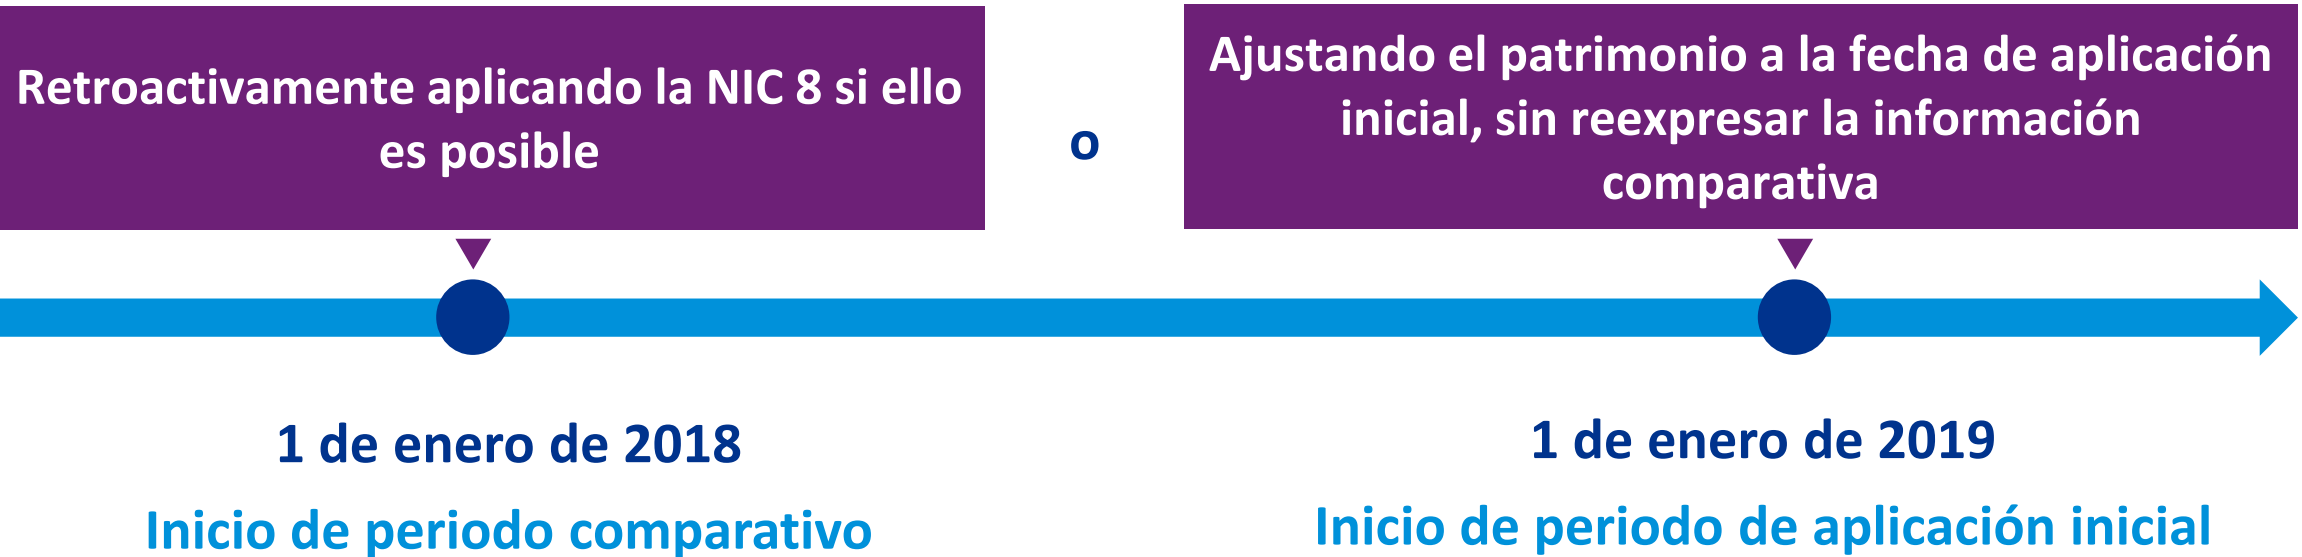 Retroactivamente aplicando la NIC 8 si ello
es posible
o
Ajustando el patrimonio a la fecha de aplicación
inicial, sin reexpresar la información
comparativa
1 de enero de 2018
Inicio de periodo comparativo
1 de enero de 2019
Inicio de periodo de aplicación inicial